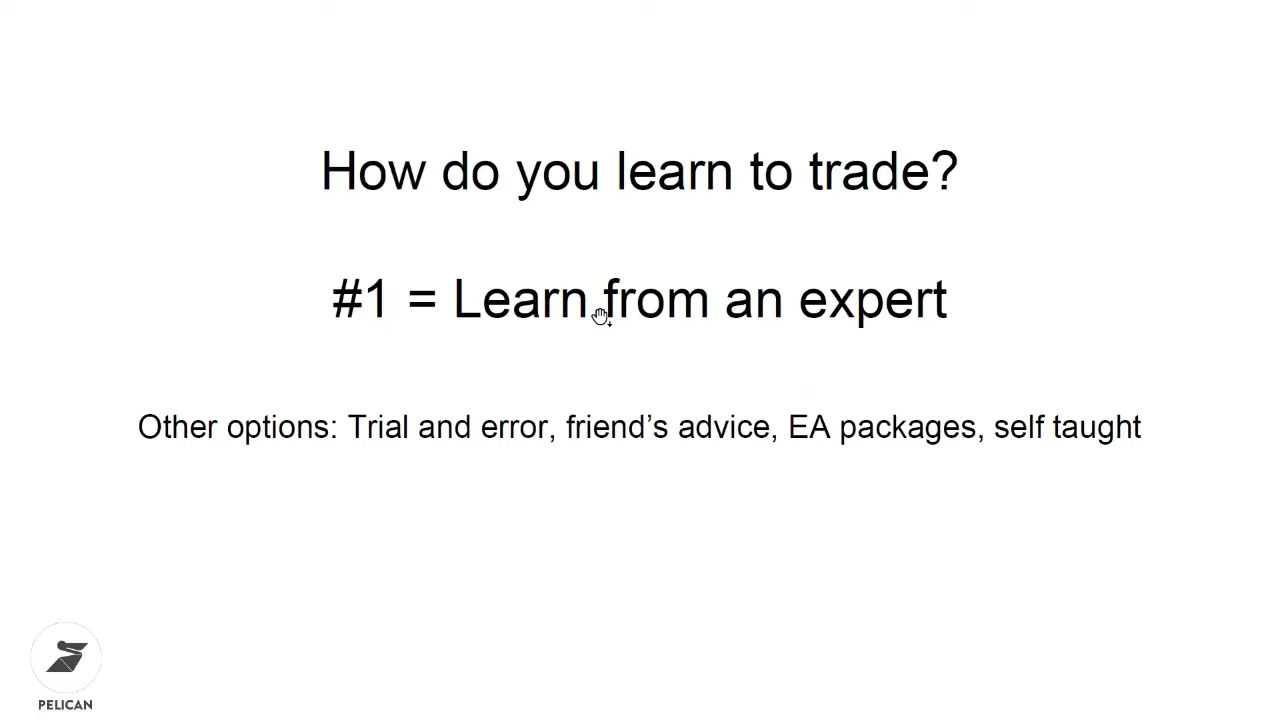 How do you learn to trade?
#1 = Learn from an expert
Other options: Trial and error, friend’s advice, EA packages, self taught
PELICAN